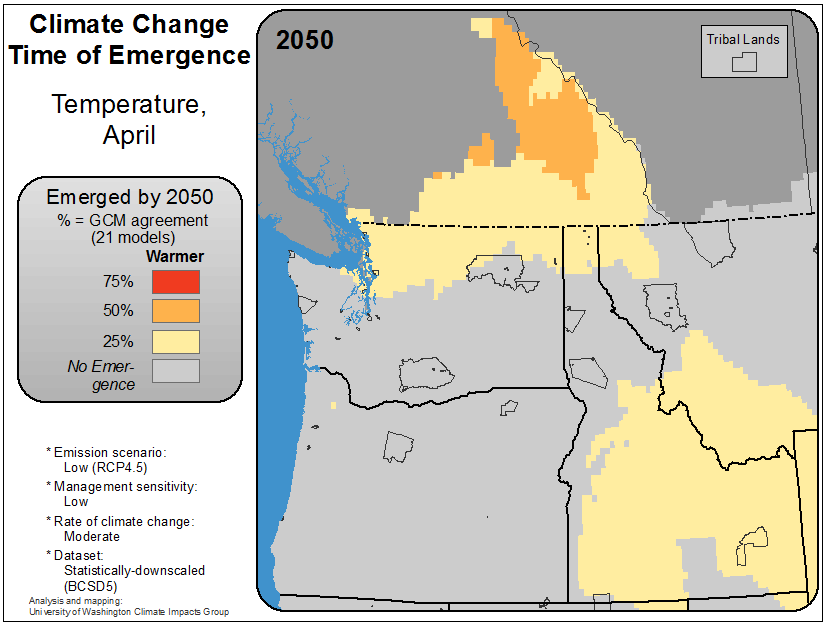 Climate Change
Time of Emergence
Temperature,
April
Emerged by 2050
% = GCM agreement
(21 models)
Warmer
75%
50%
25%
No Emer-
gence
* Emission scenario:
Low (RCP4.5)
* Management sensitivity:
Low
* Rate of climate change:
Moderate
* Dataset:
Statistically-downscaled
(BCSD5)
Analysis and mapping:
University of Washington Climate Impacts Group
2050
Tribal Lands